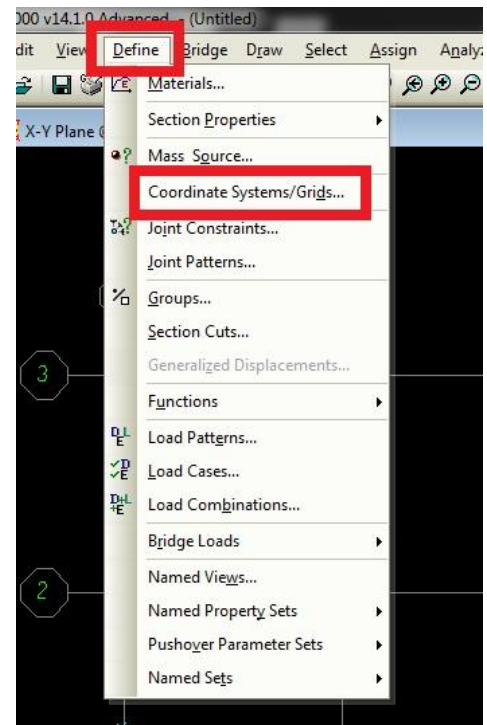 000 v14.1.0 Advanced - (Untitled)
dit View Define Bridge Draw Select Assign Analy
X-Y Plane
Materials...
Section Properties
Mass Source...
Coordinate Systems/Grids...
Joint Constraints...
Joint Patterns...
Groups...
Section Cuts...
Generalized Displacements...
3
Functions
Load Patterns...
Load Cases...
Load Combinations...
Bridge Loads
2
Named Views...
Named Property Sets
Pushover Parameter Sets
Named Sets